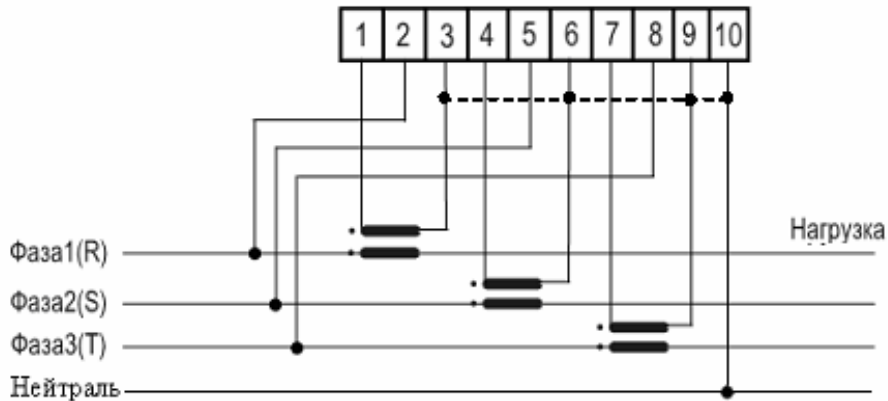 1 2 3 4 5 6 7 8 9 10
Нагрузка
Фаза1(R)
Фаза2(S)
Фаза3(T)
Нейтраль